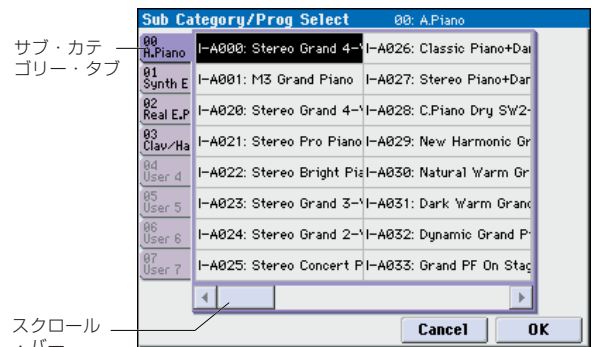 Sub Category/Prog Select 00: A.Piano
サブ・カテ
ゴリー・タブ
00
A.Piano
01
Synth E
02
Real E.P
03
Clav/Ha
04
User 4
05
User 5
06
User 6
07
User 7
I-A000: Stereo Grand 4-V I-A026: Classic Piano+Dar
I-A001: M3 Grand Piano I-A027: Stereo Piano+Dar
I-A020: Stereo Grand 4-V I-A028: C.Piano Dry SW2-
I-A021: Stereo Pro Piano I-A029: New Harmonic Gr
I-A022: Stereo Bright Pia I-A030: Natural Warm Gr
I-A023: Stereo Grand 3-V I-A031: Dark Warm Grand
I-A024: Stereo Grand 2-V I-A032: Dynamic Grand P
I-A025: Stereo Concert P I-A033: Grand PF On Stag
スクロール
・バー
Cancel OK